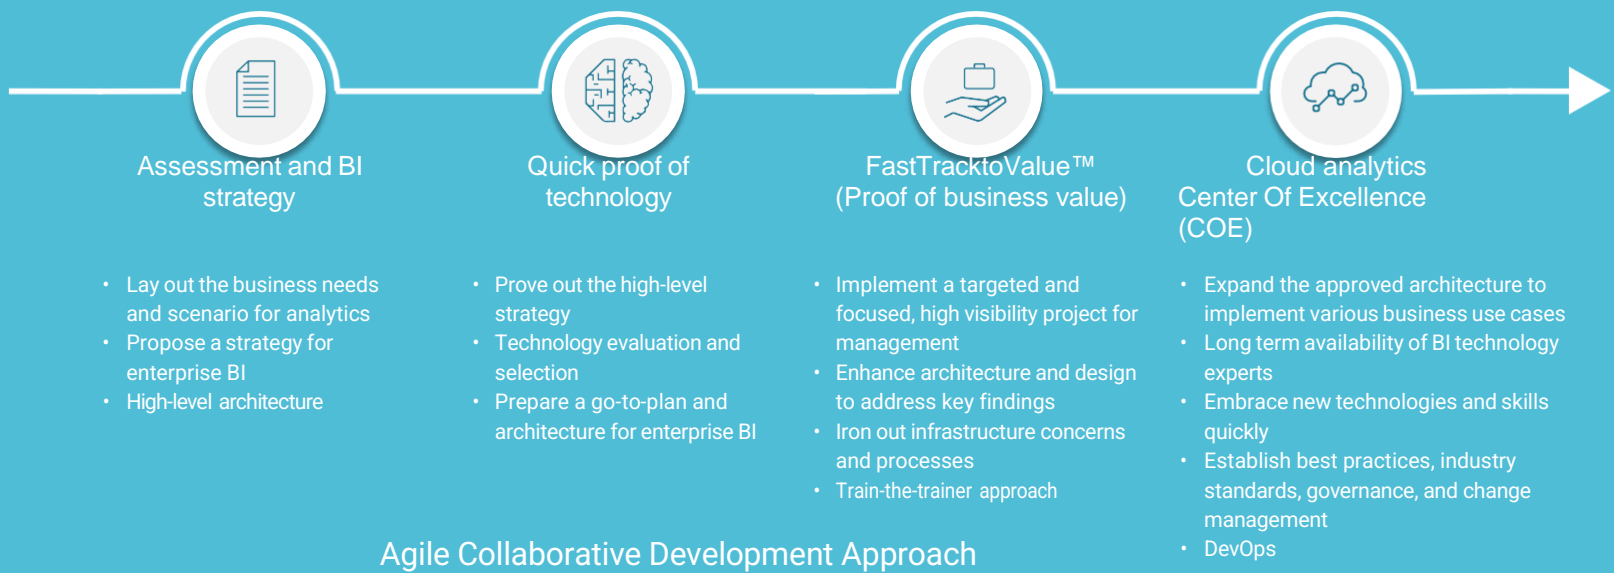 Assessment and BI
strategy
• Lay out the business needs
and scenario for analytics
• Propose a strategy for
enterprise BI
• High-level architecture
Quick proof of
technology
• Prove out the high-level
strategy
• Technology evaluation and
selection
• Prepare a go-to-plan and
architecture for enterprise BI
FastTracktoValue™
(Proof of business value)
• Implement a targeted and
focused, high visibility project for
management
• Enhance architecture and design
to address key findings
• Iron out infrastructure concerns
and processes
• Train-the-trainer approach
Cloud analytics
Center Of Excellence
(COE)
• Expand the approved architecture to
implement various business use cases
• Long term availability of BI technology
experts
• Embrace new technologies and skills
quickly
• Establish best practices, industry
standards, governance, and change
management
• DevOps
Agile Collaborative Development Approach